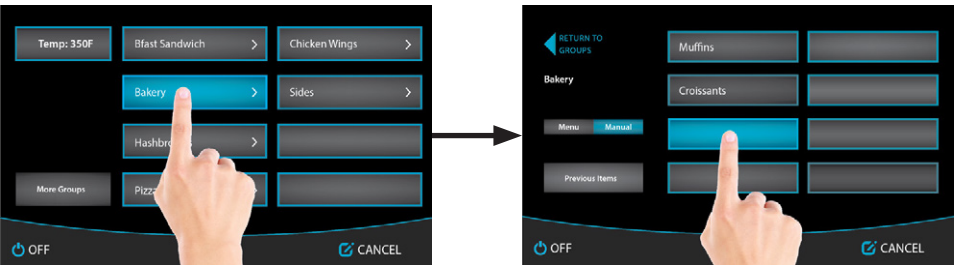 Temp: 350F
Bfast Sandwich >
Chicken Wings >
Bakery >
Sides >
More Groups
OFF
CANCEL
RETURN TO
GROUPS
Bakery
Menu Manual
Previous Items
Muffins
Croissants
OFF
CANCEL